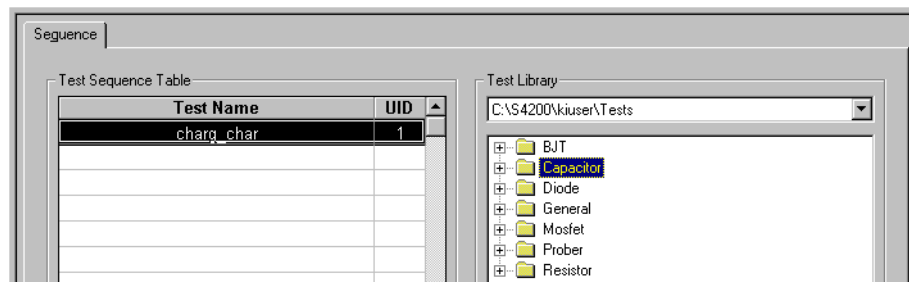 Sequence
Test Sequence Table
Test Name UID
charg_char 1
Test Library
C:\S4200\kiuser\Tests
BJT
Capacitor
Diode
General
Mosfet
Prober
Resistor